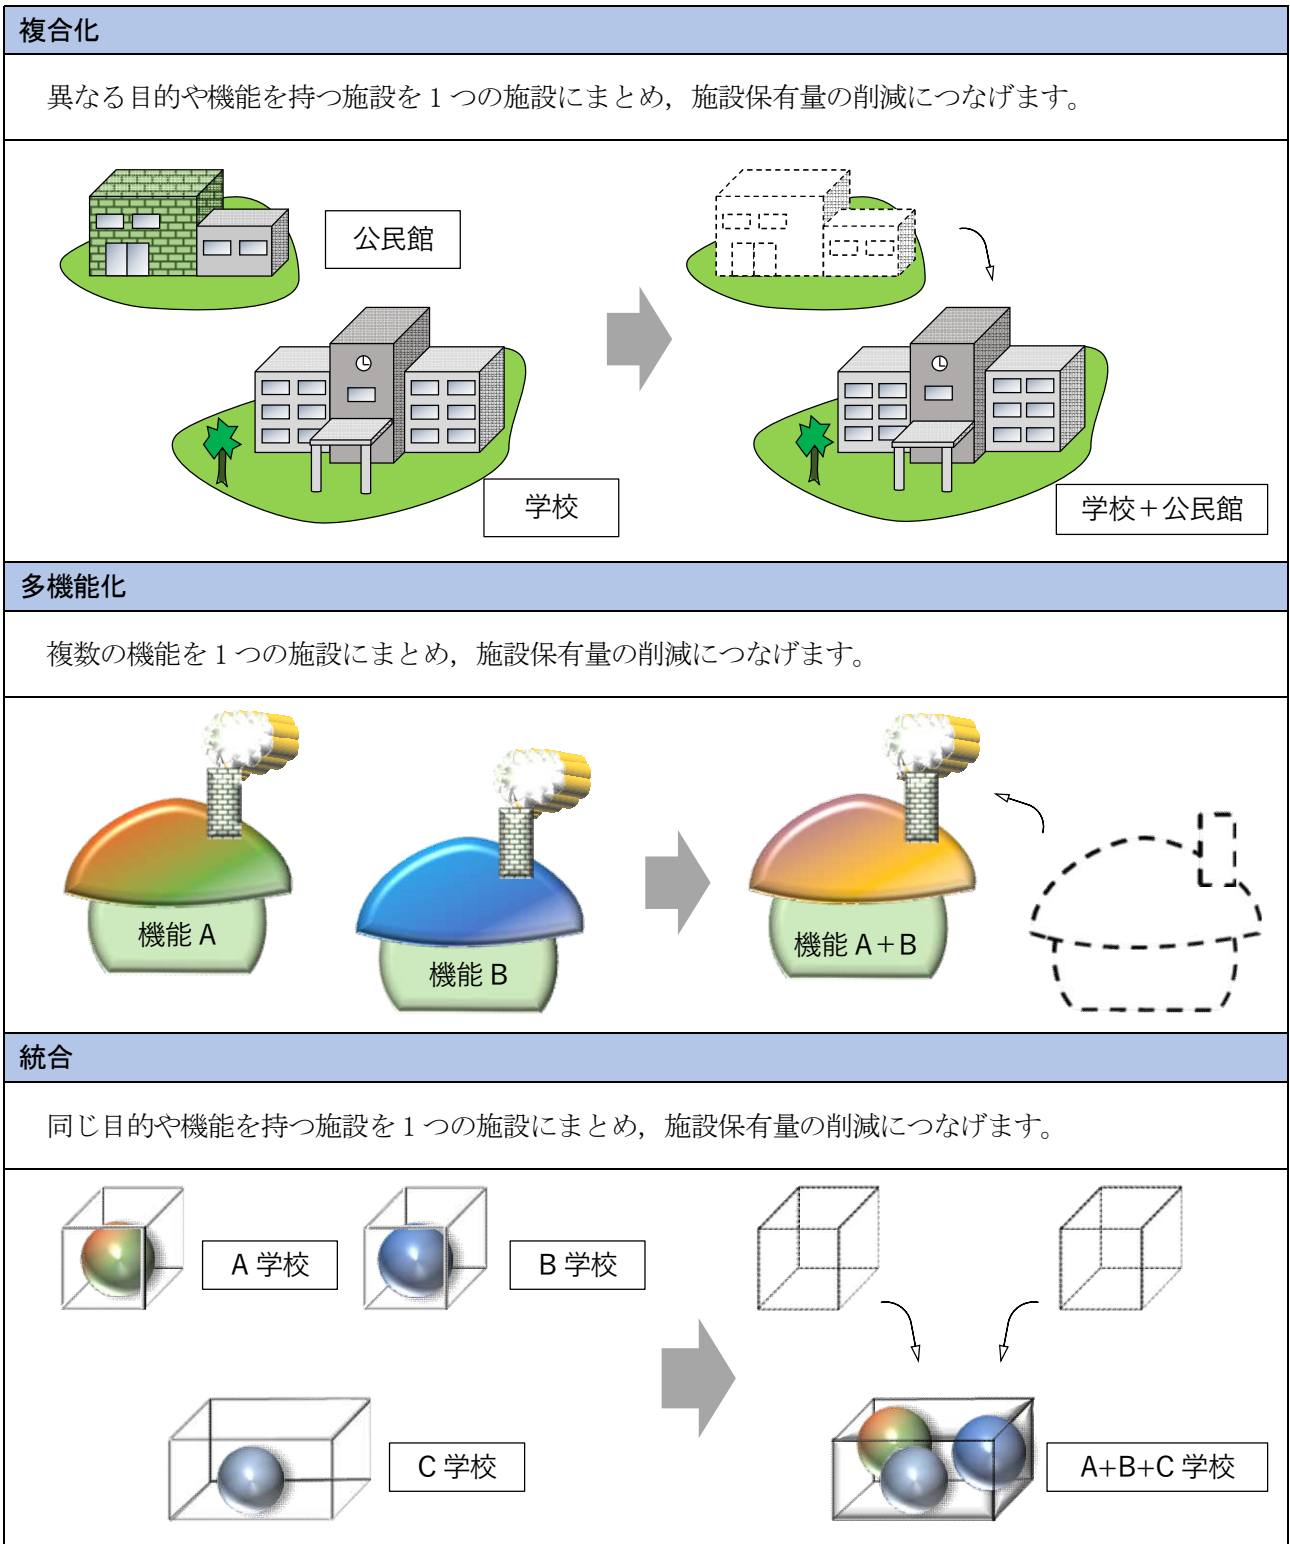 複合化
異なる目的や機能を持つ施設を1つの施設にまとめ，施設保有量の削減につなげます。
公民館
学校
学校＋公民館
多機能化
複数の機能を1つの施設にまとめ，施設保有量の削減につなげます。
機能 A
機能 B
機能 A＋B
統合
同じ目的や機能を持つ施設を1つの施設にまとめ，施設保有量の削減につなげます。
A 学校
B 学校
C 学校
A+B+C 学校